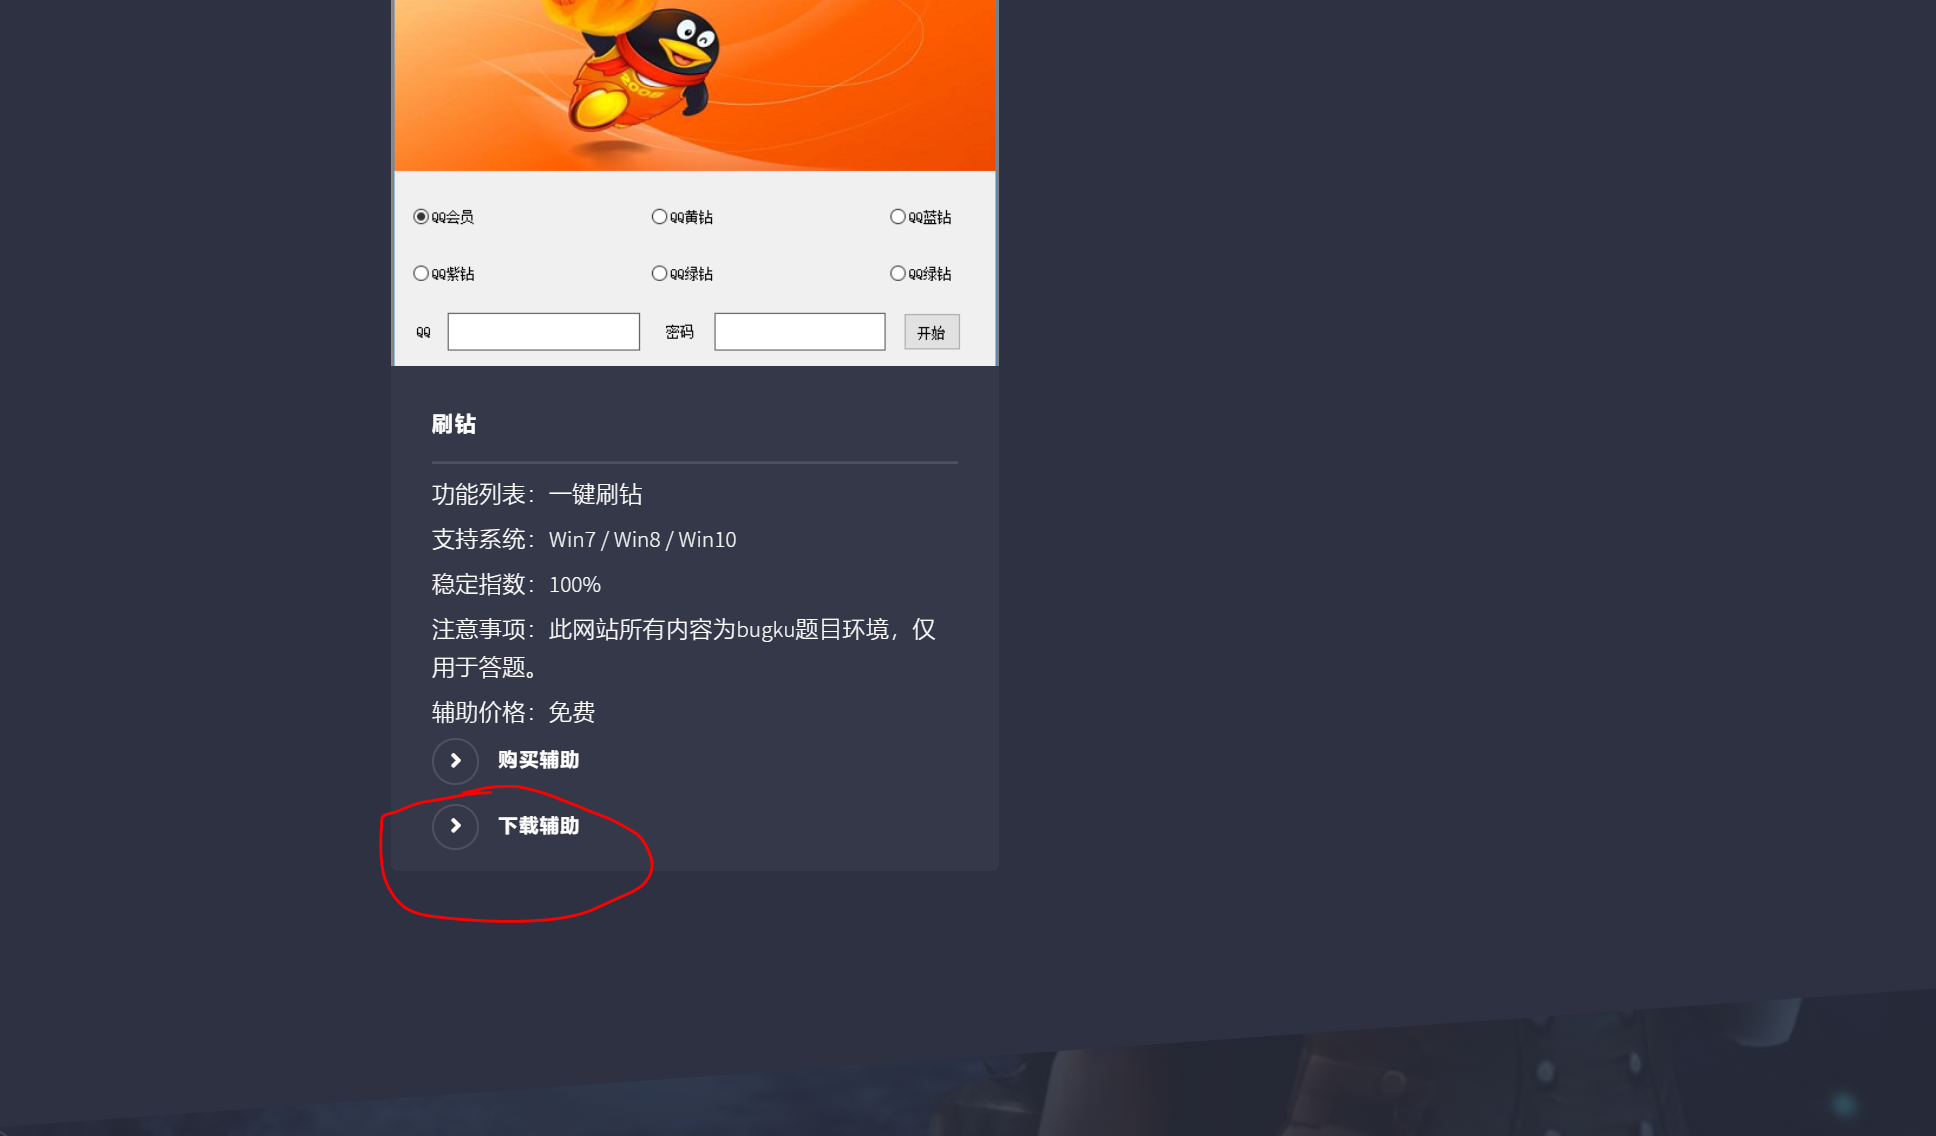 2008
QQ会员 QQ黄钻 QQ蓝钻
QQ紫钻 QQ绿钻 QQ绿钻
QQ 密码 开始
刷钻
功能列表：一键刷钻
支持系统：Win7 / Win8 / Win10
稳定指数：100%
注意事项：此网站所有内容为bugku题目环境，仅
用于答题。
辅助价格：免费
购买辅助
下载辅助